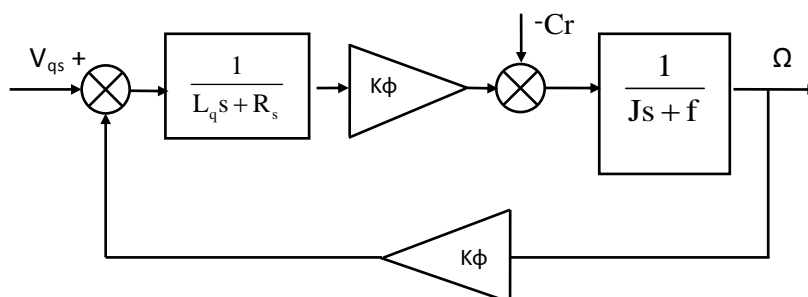 V_qs +
1
L_q s + R_s
Kϕ
-Cr
1
Js + f
Ω
Kϕ